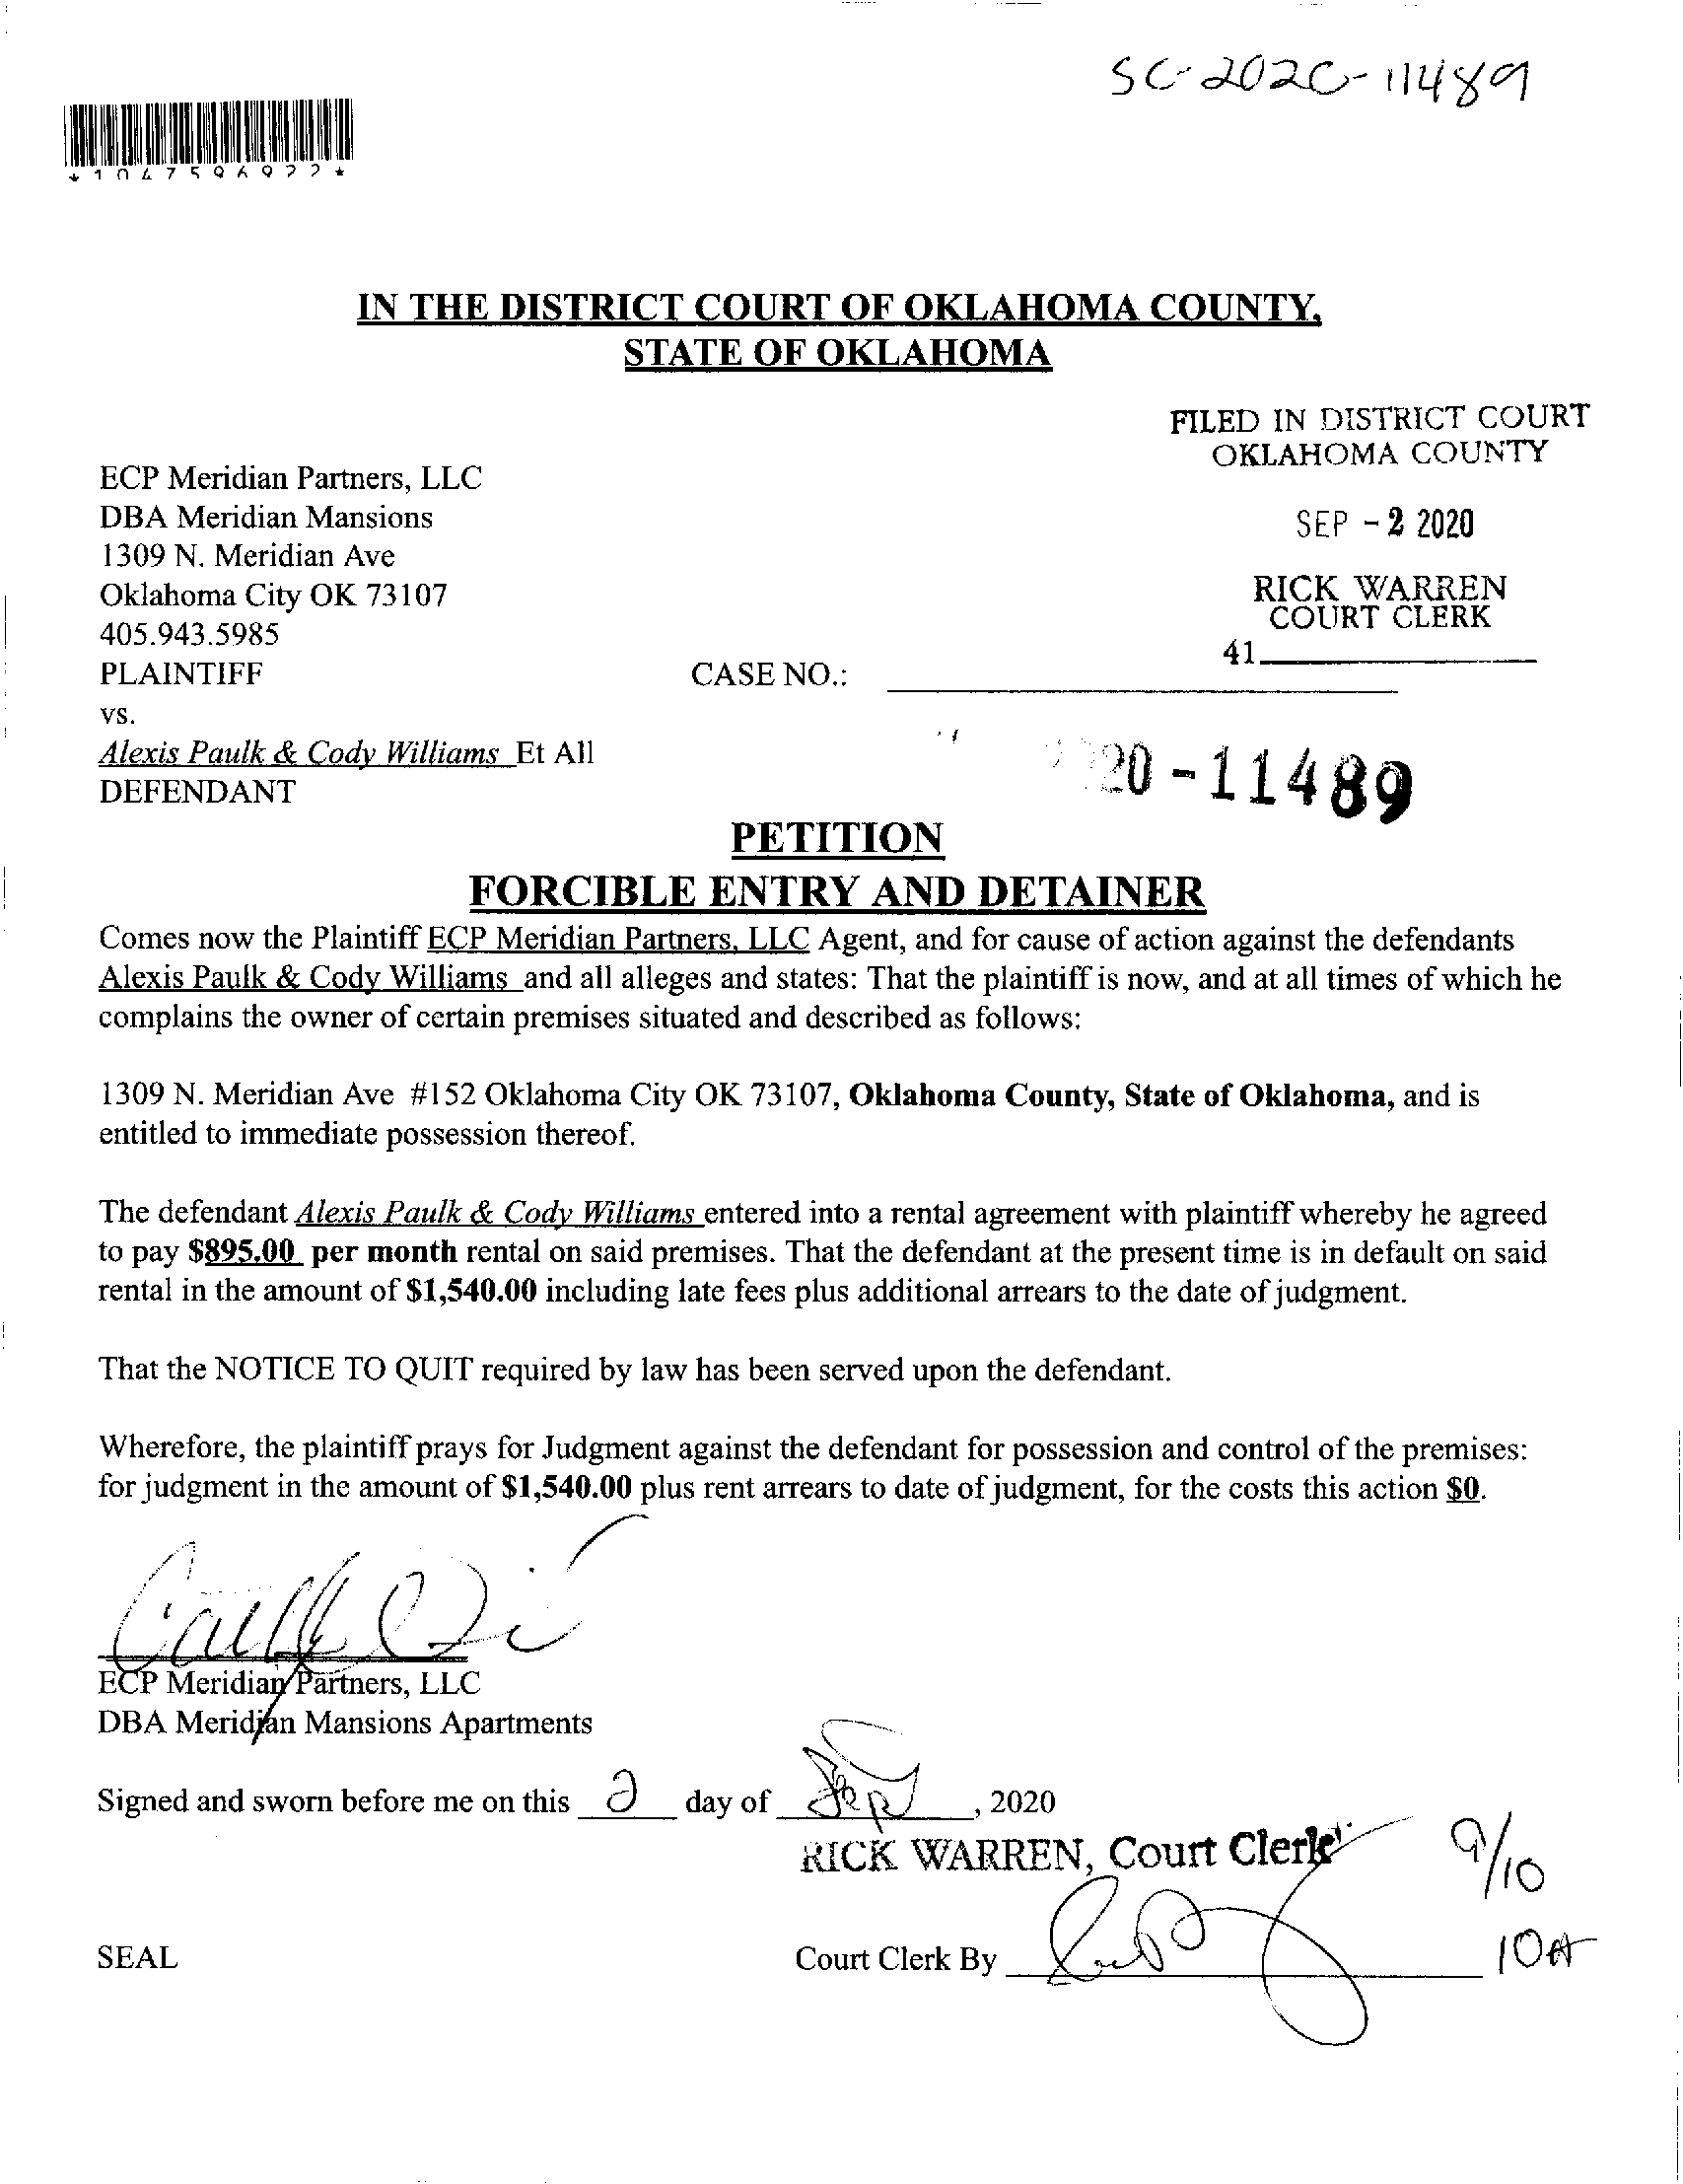 SC-2020-11489
*1047596922*
IN THE DISTRICT COURT OF OKLAHOMA COUNTY,
STATE OF OKLAHOMA
FILED IN DISTRICT COURT
OKLAHOMA COUNTY
SEP - 2 2020
RICK WARREN
COURT CLERK
41
ECP Meridian Partners, LLC
DBA Meridian Mansions
1309 N. Meridian Ave
Oklahoma City OK 73107
405.943.5985
PLAINTIFF CASE NO.:
vs.
Alexis Paulk & Cody Williams Et All
DEFENDANT
20-11489
PETITION
FORCIBLE ENTRY AND DETAINER
Comes now the Plaintiff ECP Meridian Partners, LLC Agent, and for cause of action against the defendants
Alexis Paulk & Cody Williams and all alleges and states: That the plaintiff is now, and at all times of which he
complains the owner of certain premises situated and described as follows:
1309 N. Meridian Ave #152 Oklahoma City OK 73107, Oklahoma County, State of Oklahoma, and is
entitled to immediate possession thereof.
The defendant Alexis Paulk & Cody Williams entered into a rental agreement with plaintiff whereby he agreed
to pay $895.00 per month rental on said premises. That the defendant at the present time is in default on said
rental in the amount of $1,540.00 including late fees plus additional arrears to the date of judgment.
That the NOTICE TO QUIT required by law has been served upon the defendant.
Wherefore, the plaintiff prays for Judgment against the defendant for possession and control of the premises:
for judgment in the amount of $1,540.00 plus rent arrears to date of judgment, for the costs this action $0.
ECP Meridian Partners, LLC
DBA Meridian Mansions Apartments
Signed and sworn before me on this 2 day of Sept, 2020
RICK WARREN, Court Clerk
9/10
SEAL Court Clerk By
10A